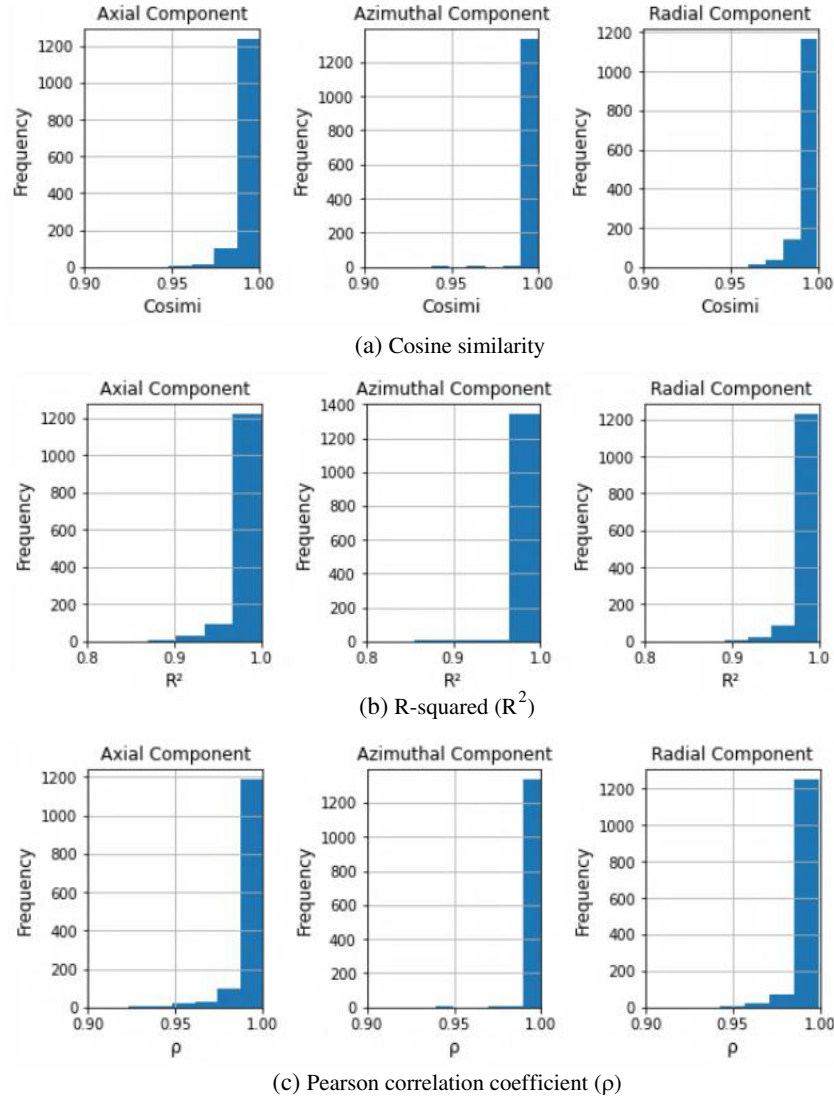 Axial Component Azimuthal Component Radial Component
1200 1200 1200
1000 1000 1000
800 800 800
600 600 600
400 400 400
200 200 200
0 0 0
Frequency Frequency Frequency
0.90 0.95 1.00 0.90 0.95 1.00 0.90 0.95 1.00
Cosimi Cosimi Cosimi
(a) Cosine similarity
Axial Component Azimuthal Component Radial Component
1400
1200 1200 1200
1000 1000 1000
800 800 800
600 600 600
400 400 400
200 200 200
0 0 0
Frequency Frequency Frequency
0.8 0.9 1.0 0.8 0.9 1.0 0.8 0.9 1.0
R² R² R²
(b) R-squared (R²)
Axial Component Azimuthal Component Radial Component
1200 1200 1200
1000 1000 1000
800 800 800
600 600 600
400 400 400
200 200 200
0 0 0
Frequency Frequency Frequency
0.90 0.95 1.00 0.90 0.95 1.00 0.90 0.95 1.00
ρ ρ ρ
(c) Pearson correlation coefficient (ρ)